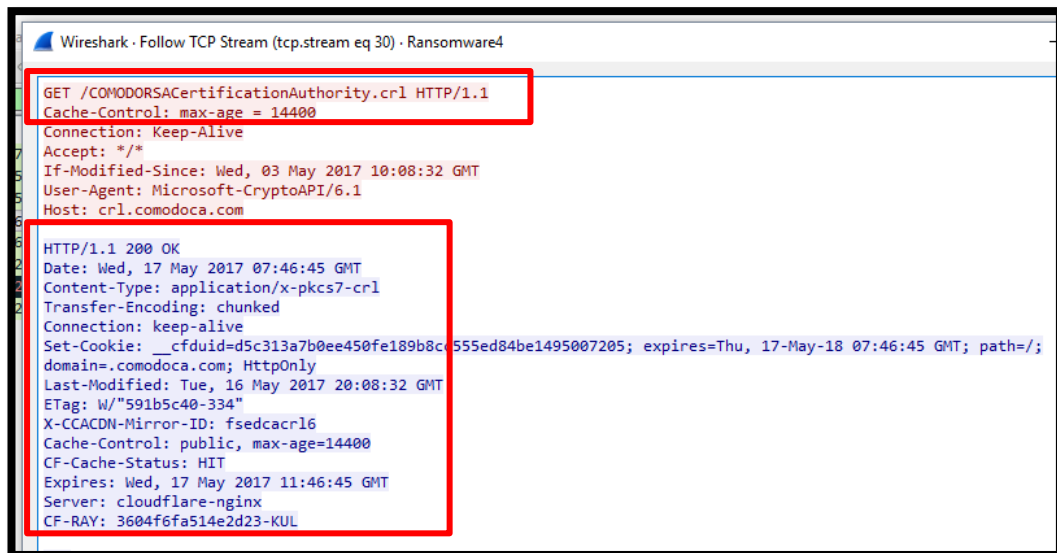 Wireshark · Follow TCP Stream (tcp.stream eq 30) · Ransomware4
GET /COMODORSACertificationAuthority.crl HTTP/1.1
Cache-Control: max-age = 14400
Connection: Keep-Alive
Accept: */*
If-Modified-Since: Wed, 03 May 2017 10:08:32 GMT
User-Agent: Microsoft-CryptoAPI/6.1
Host: crl.comodoca.com
HTTP/1.1 200 OK
Date: Wed, 17 May 2017 07:46:45 GMT
Content-Type: application/x-pkcs7-crl
Transfer-Encoding: chunked
Connection: keep-alive
Set-Cookie: expires=Thu, 17-May-18 07:46:45 GMT; path=/;
domain=.comodoca.com; HttpOnly
Last-Modified: Tue, 16 May 2017 20:08:32 GMT
ETag: W/"591b5c40-334"
X-CCACDN-Mirror-ID: fsedcacrl6
Cache-Control: public, max-age=14400
CF-Cache-Status: HIT
Expires: Wed, 17 May 2017 11:46:45 GMT
Server: cloudflare-nginx
CF-RAY: 3604f6fa514e2d23-KUL